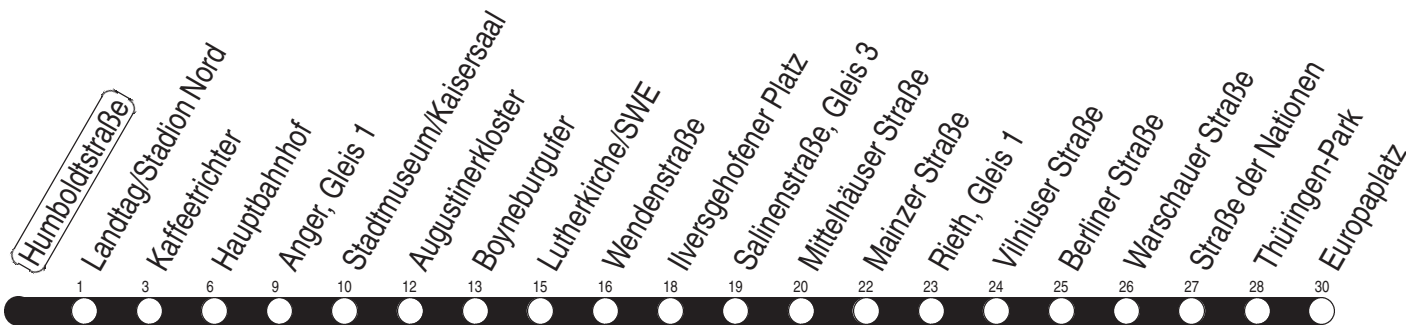 Humboldtstraße
Landtag/Stadion Nord
Kaffeetrichter
Hauptbahnhof
Anger, Gleis 1
Stadtmuseum/Kaisersaal
Augustinerkloster
Boyneburgufer
Lutherkirche/SWE
Wendenstraße
Ilversgehofener Platz
Salinenstraße, Gleis 3
Mittelhäuser Straße
Mainzer Straße
Rieth, Gleis 1
Vilniuser Straße
Berliner Straße
Warschauer Straße
Straße der Nationen
Thüringen-Park
Europaplatz
1 3 6 9 10 12 13 15 16 18 19 20 22 23 24 25 26 27 28 30